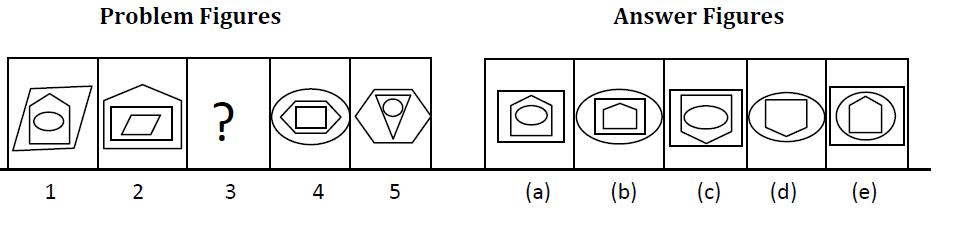 Problem Figures Answer Figures
?
1 2 3 4 5 (a) (b) (c) (d) (e)